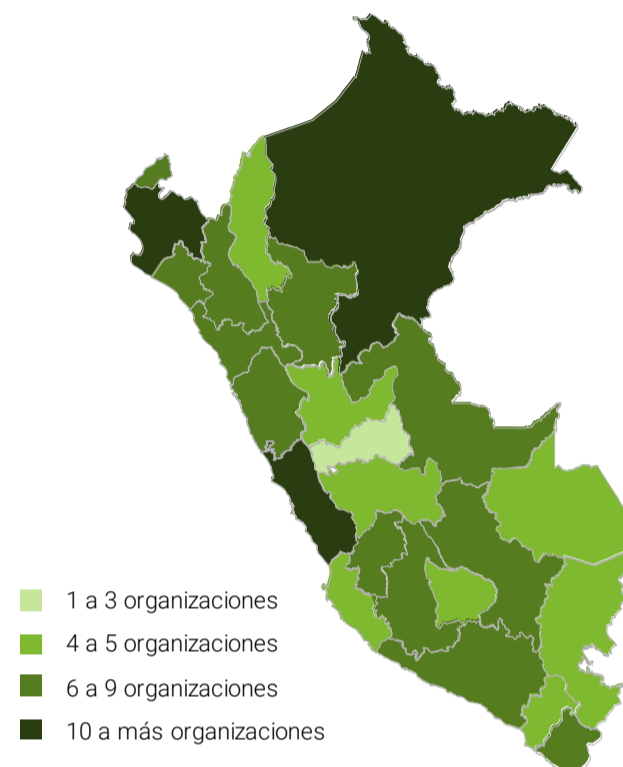 1 a 3 organizaciones
4 a 5 organizaciones
6 a 9 organizaciones
10 a más organizaciones